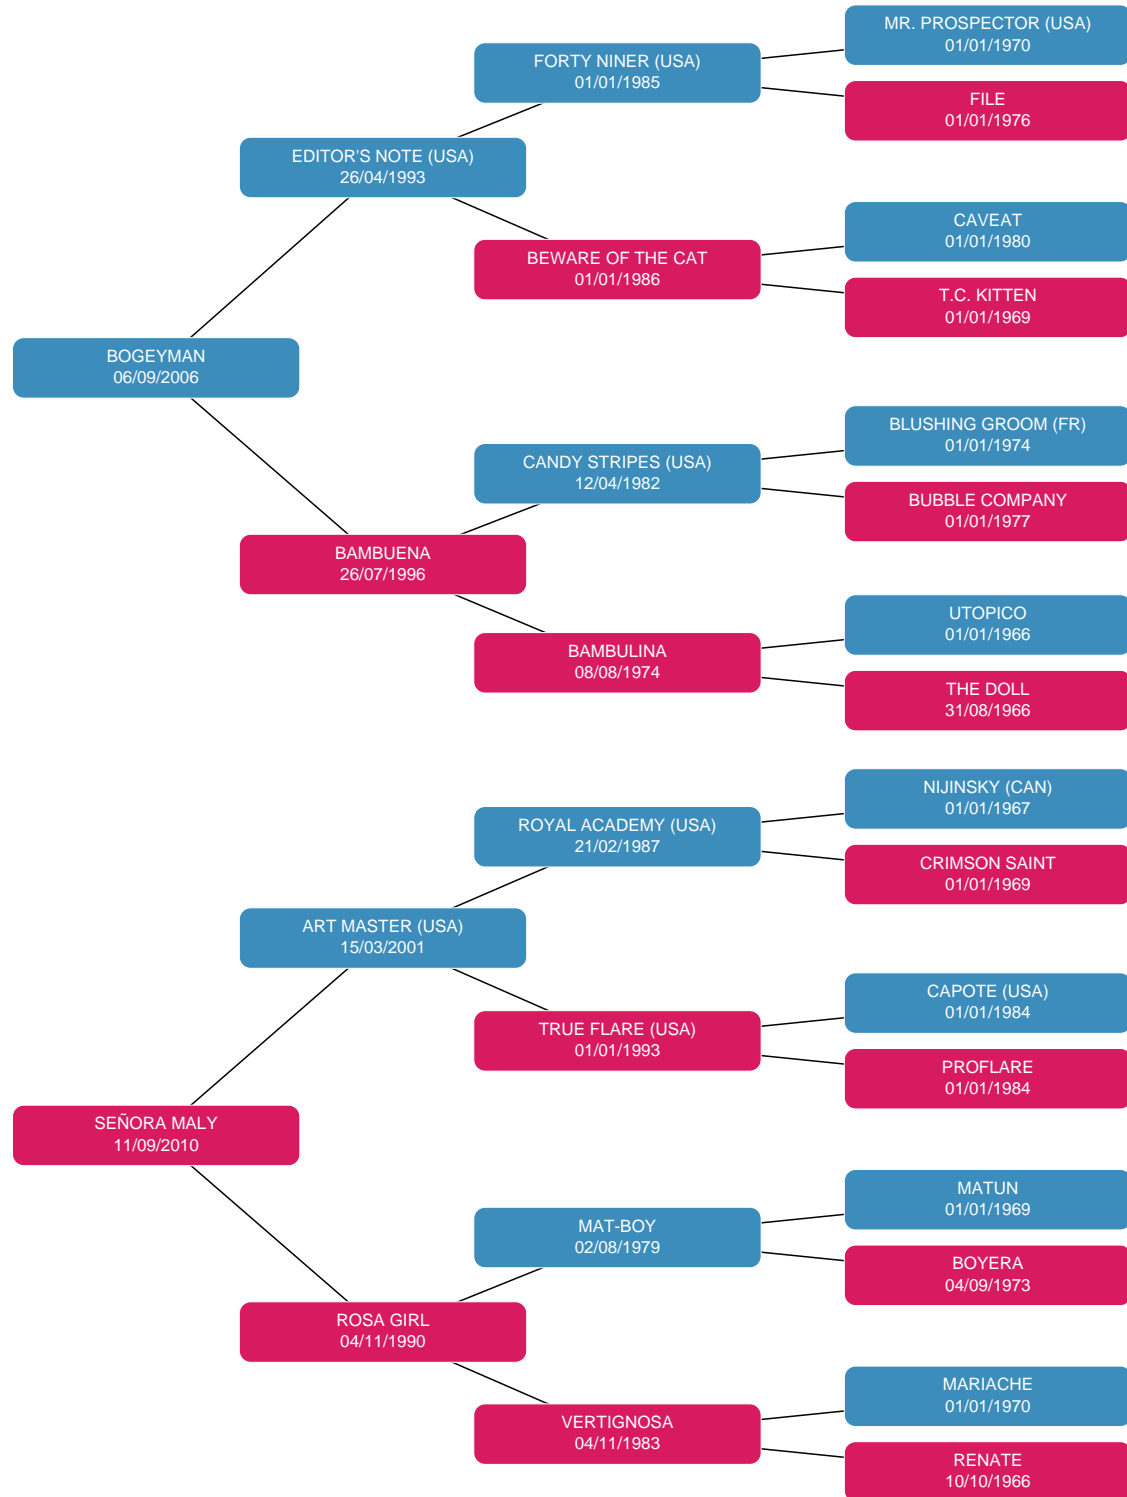 MR. PROSPECTOR (USA)
01/01/1970
FORTY NINER (USA)
01/01/1985
FILE
01/01/1976
EDITOR'S NOTE (USA)
26/04/1993
CAVEAT
01/01/1980
BEWARE OF THE CAT
01/01/1986
T.C. KITTEN
01/01/1969
BOGEYMAN
06/09/2006
BLUSHING GROOM (FR)
01/01/1974
CANDY STRIPES (USA)
12/04/1982
BUBBLE COMPANY
01/01/1977
BAMBUENA
26/07/1996
UTOPICO
01/01/1966
BAMBULINA
08/08/1974
THE DOLL
31/08/1966
NIJINSKY (CAN)
01/01/1967
ROYAL ACADEMY (USA)
21/02/1987
CRIMSON SAINT
01/01/1969
ART MASTER (USA)
15/03/2001
CAPOTE (USA)
01/01/1984
TRUE FLARE (USA)
01/01/1993
PROFLARE
01/01/1984
SEÑORA MALY
11/09/2010
MATUN
01/01/1969
MAT-BOY
02/08/1979
BOYERA
04/09/1973
ROSA GIRL
04/11/1990
MARIACHE
01/01/1970
VERTIGNOSA
04/11/1983
RENATE
10/10/1966